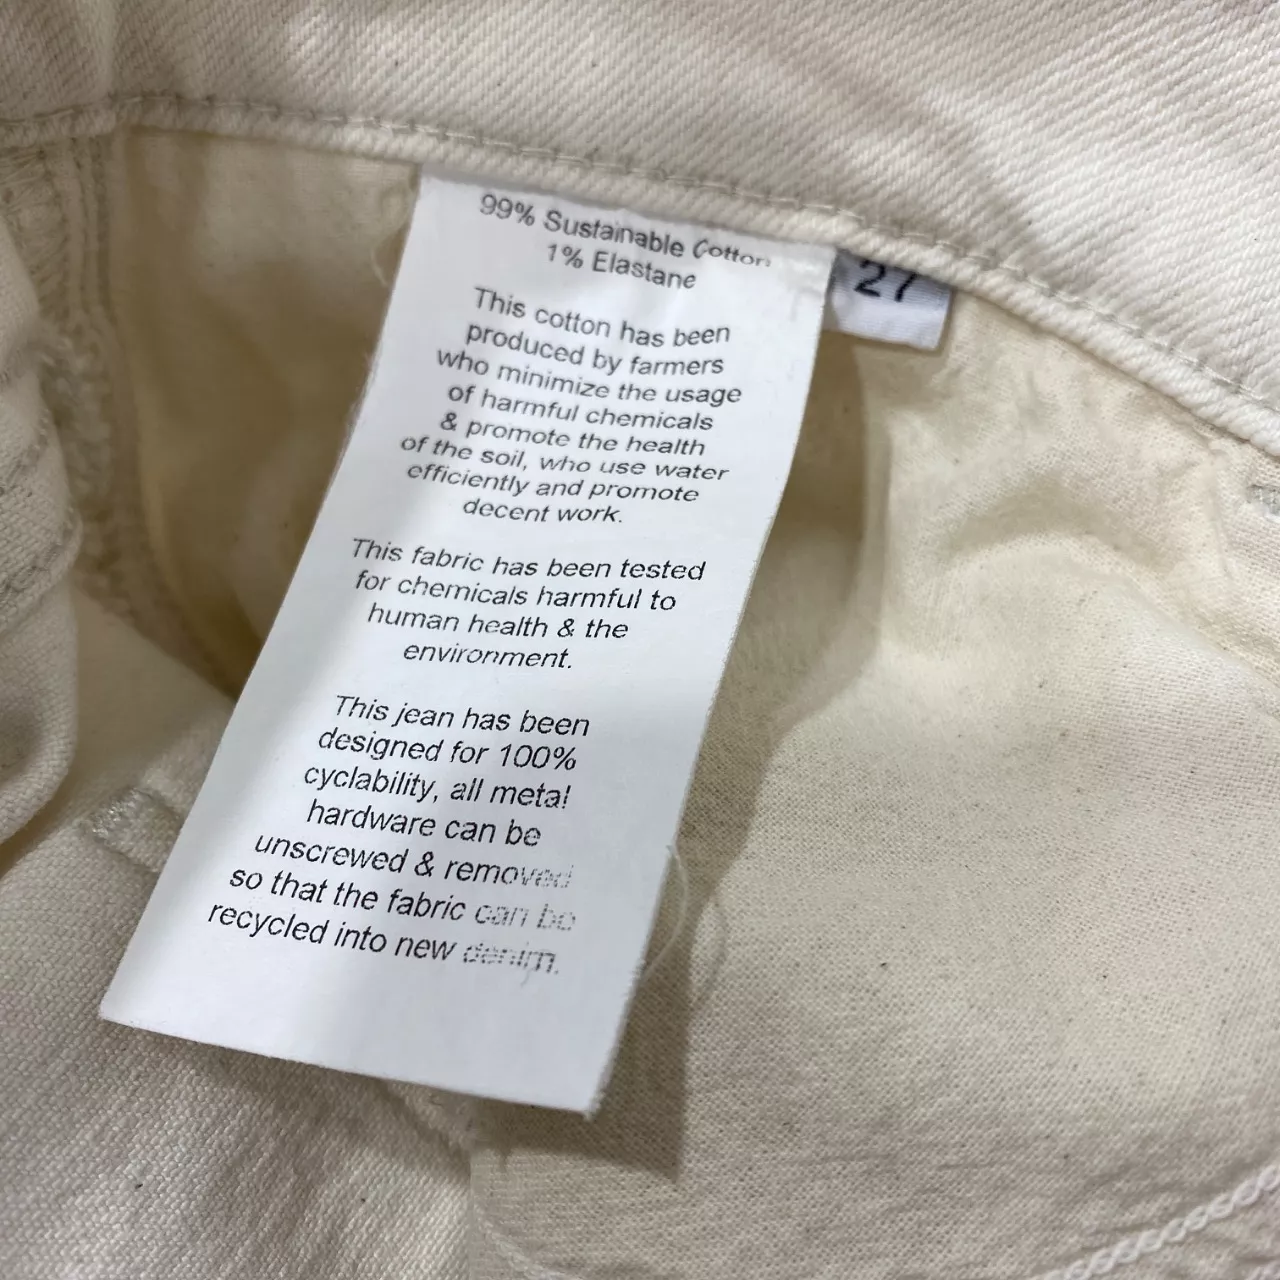 99% Sustainable Cotton
1% Elastane
This cotton has been
produced by farmers
who minimize the usage
of harmful chemicals
& promote the health
of the soil, who use water
efficiently and promote
decent work.
This fabric has been tested
for chemicals harmful to
human health & the
environment.
This jean has been
designed for 100%
cyclability, all metal
hardware can be
unscrewed & removed
so that the fabric can be
recycled into new denim.
27